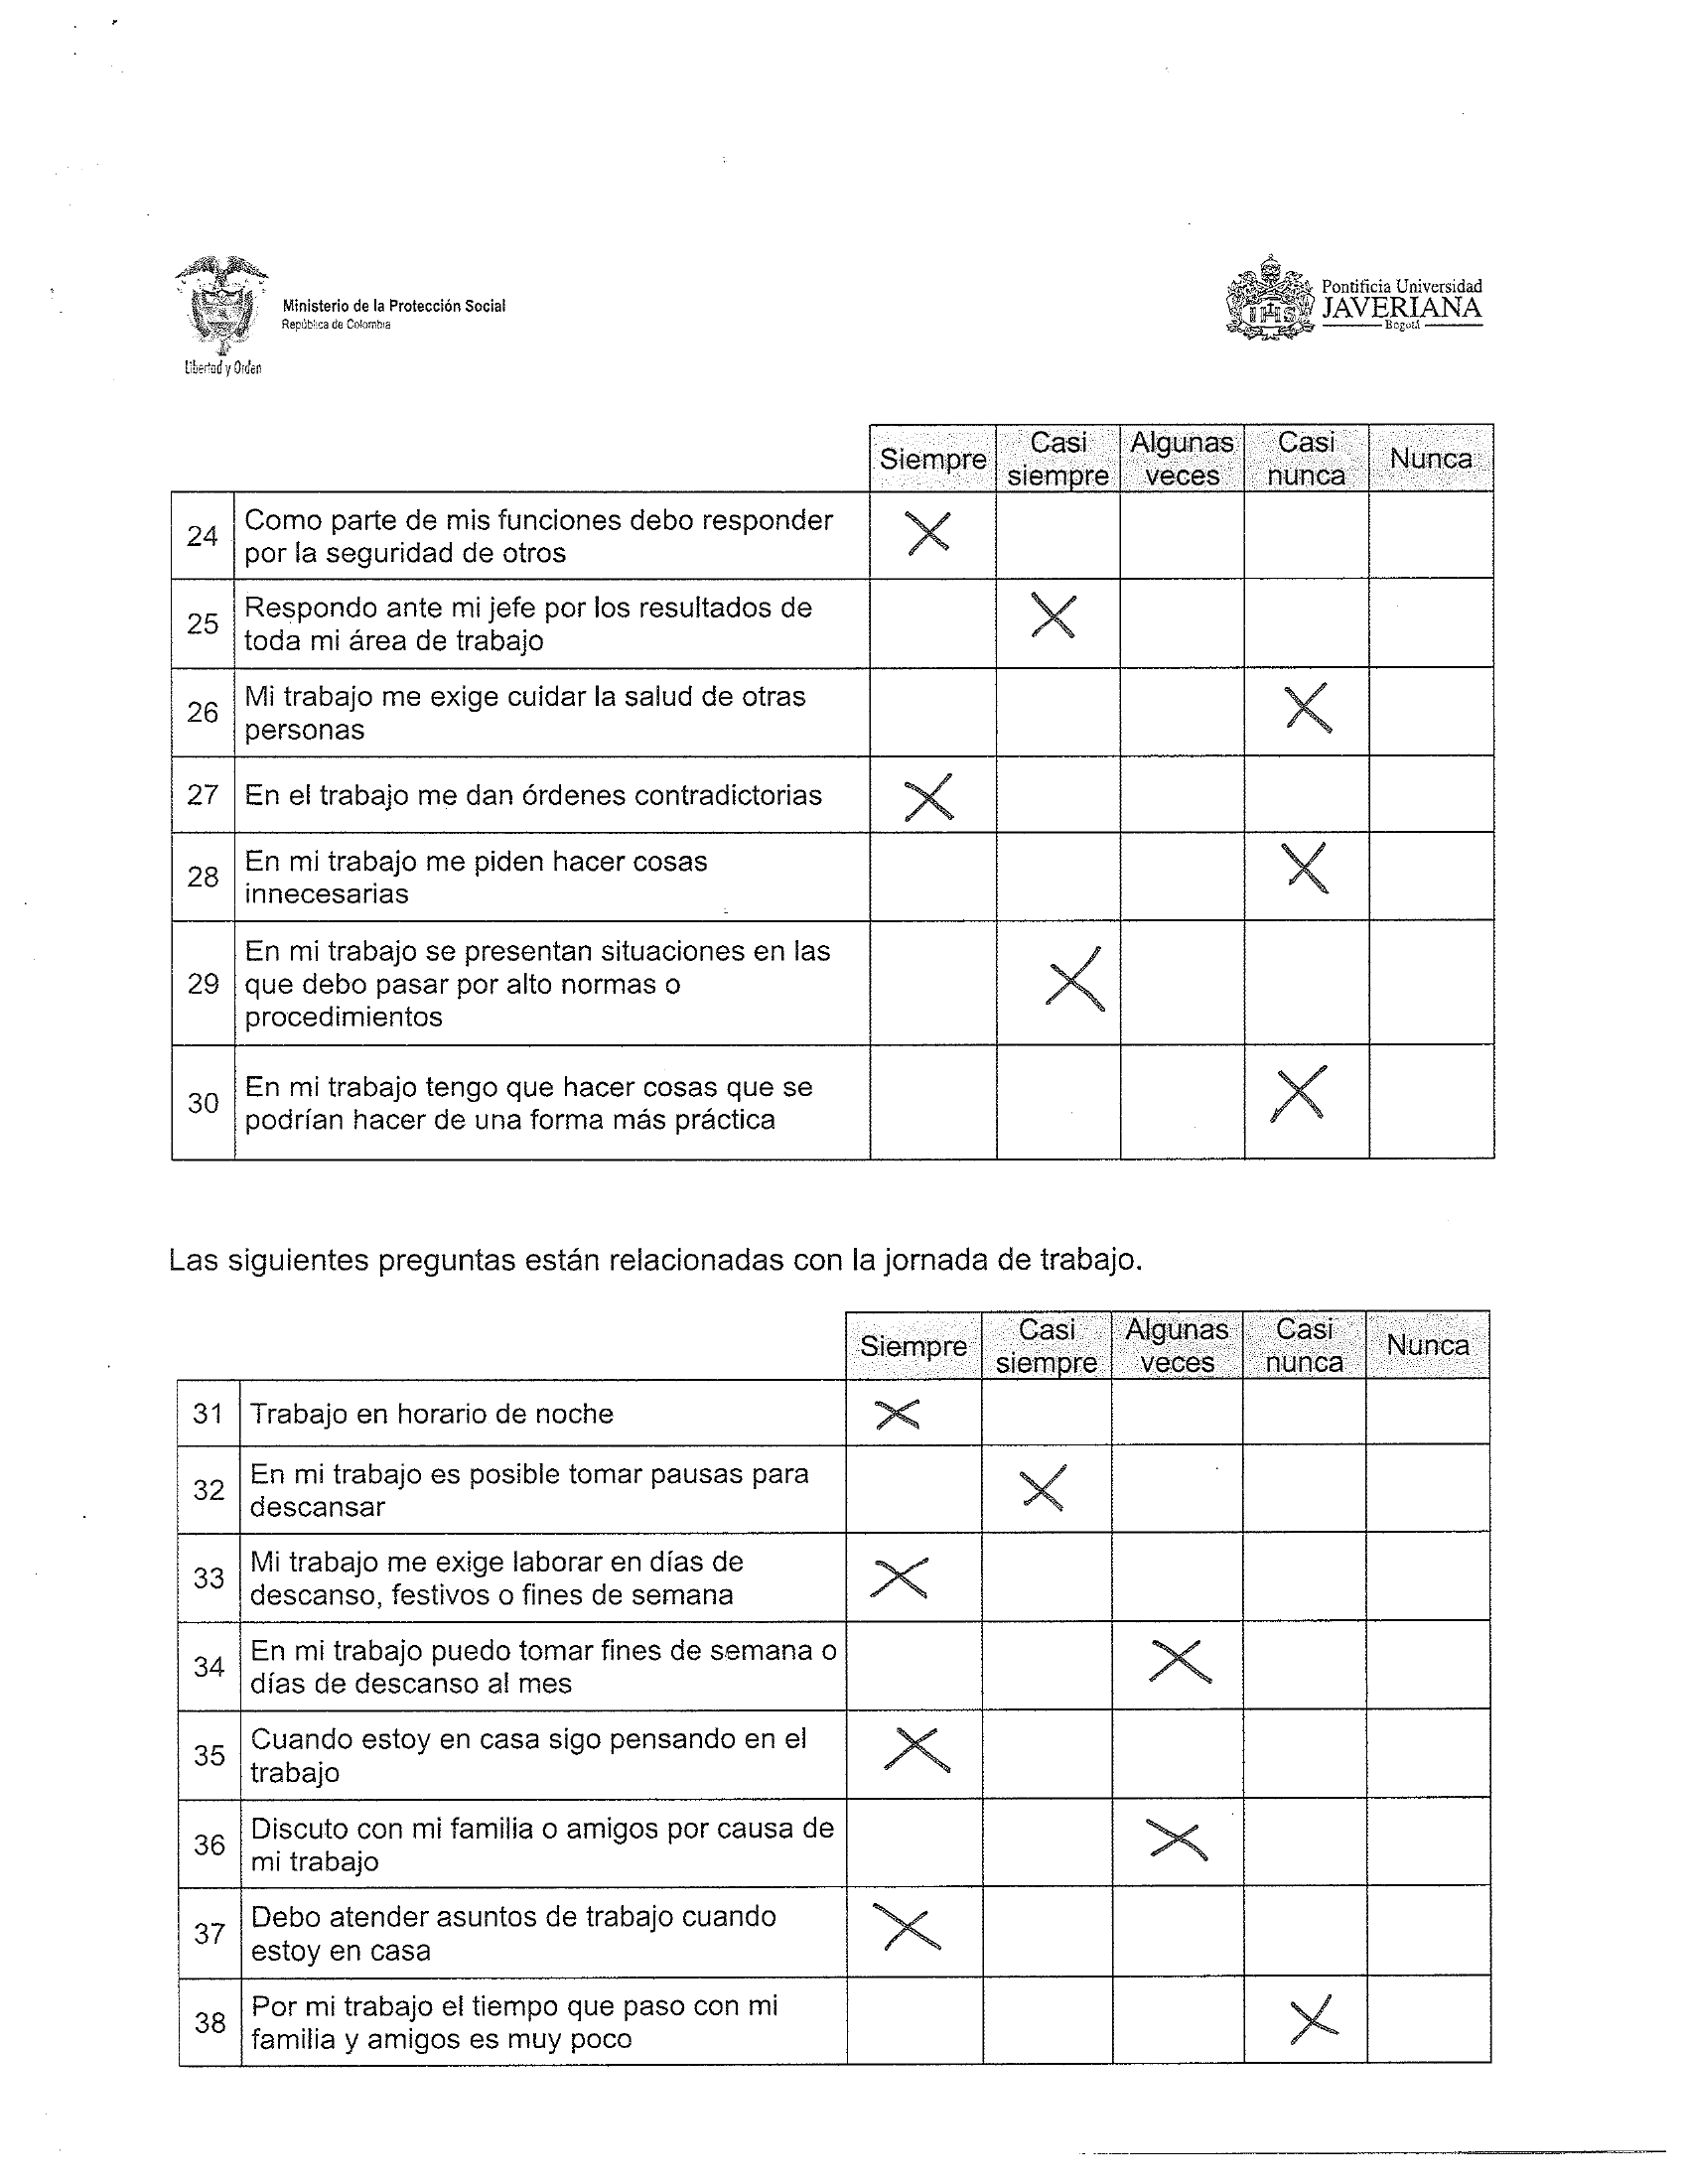 Ministerio de la Protección Social
República de Colombia
Libertad y Orden
Pontificia Universidad
JAVERIANA
Bogotá
Siempre Casi siempre Algunas veces Casi nunca Nunca
24 Como parte de mis funciones debo responder
por la seguridad de otros X
25 Respondo ante mi jefe por los resultados de
toda mi área de trabajo X
26 Mi trabajo me exige cuidar la salud de otras
personas X
27 En el trabajo me dan órdenes contradictorias X
28 En mi trabajo me piden hacer cosas
innecesarias X
29 En mi trabajo se presentan situaciones en las
que debo pasar por alto normas o
procedimientos X
30 En mi trabajo tengo que hacer cosas que se
podrían hacer de una forma más práctica X
Las siguientes preguntas están relacionadas con la jornada de trabajo.
Siempre Casi siempre Algunas veces Casi nunca Nunca
31 Trabajo en horario de noche X
32 En mi trabajo es posible tomar pausas para
descansar X
33 Mi trabajo me exige laborar en días de
descanso, festivos o fines de semana X
34 En mi trabajo puedo tomar fines de semana o
días de descanso al mes X
35 Cuando estoy en casa sigo pensando en el
trabajo X
36 Discuto con mi familia o amigos por causa de
mi trabajo X
37 Debo atender asuntos de trabajo cuando
estoy en casa X
38 Por mi trabajo el tiempo que paso con mi
familia y amigos es muy poco X